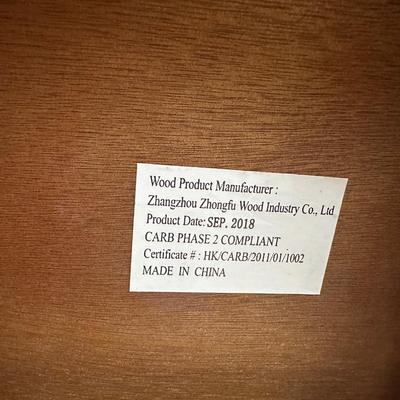 Wood Product Manufacturer :
Zhangzhou Zhongfu Wood Industry Co., Ltd
Product Date: SEP. 2018
CARB PHASE 2 COMPLIANT
Certificate # : HK/CARB/2011/01/1002
MADE IN CHINA